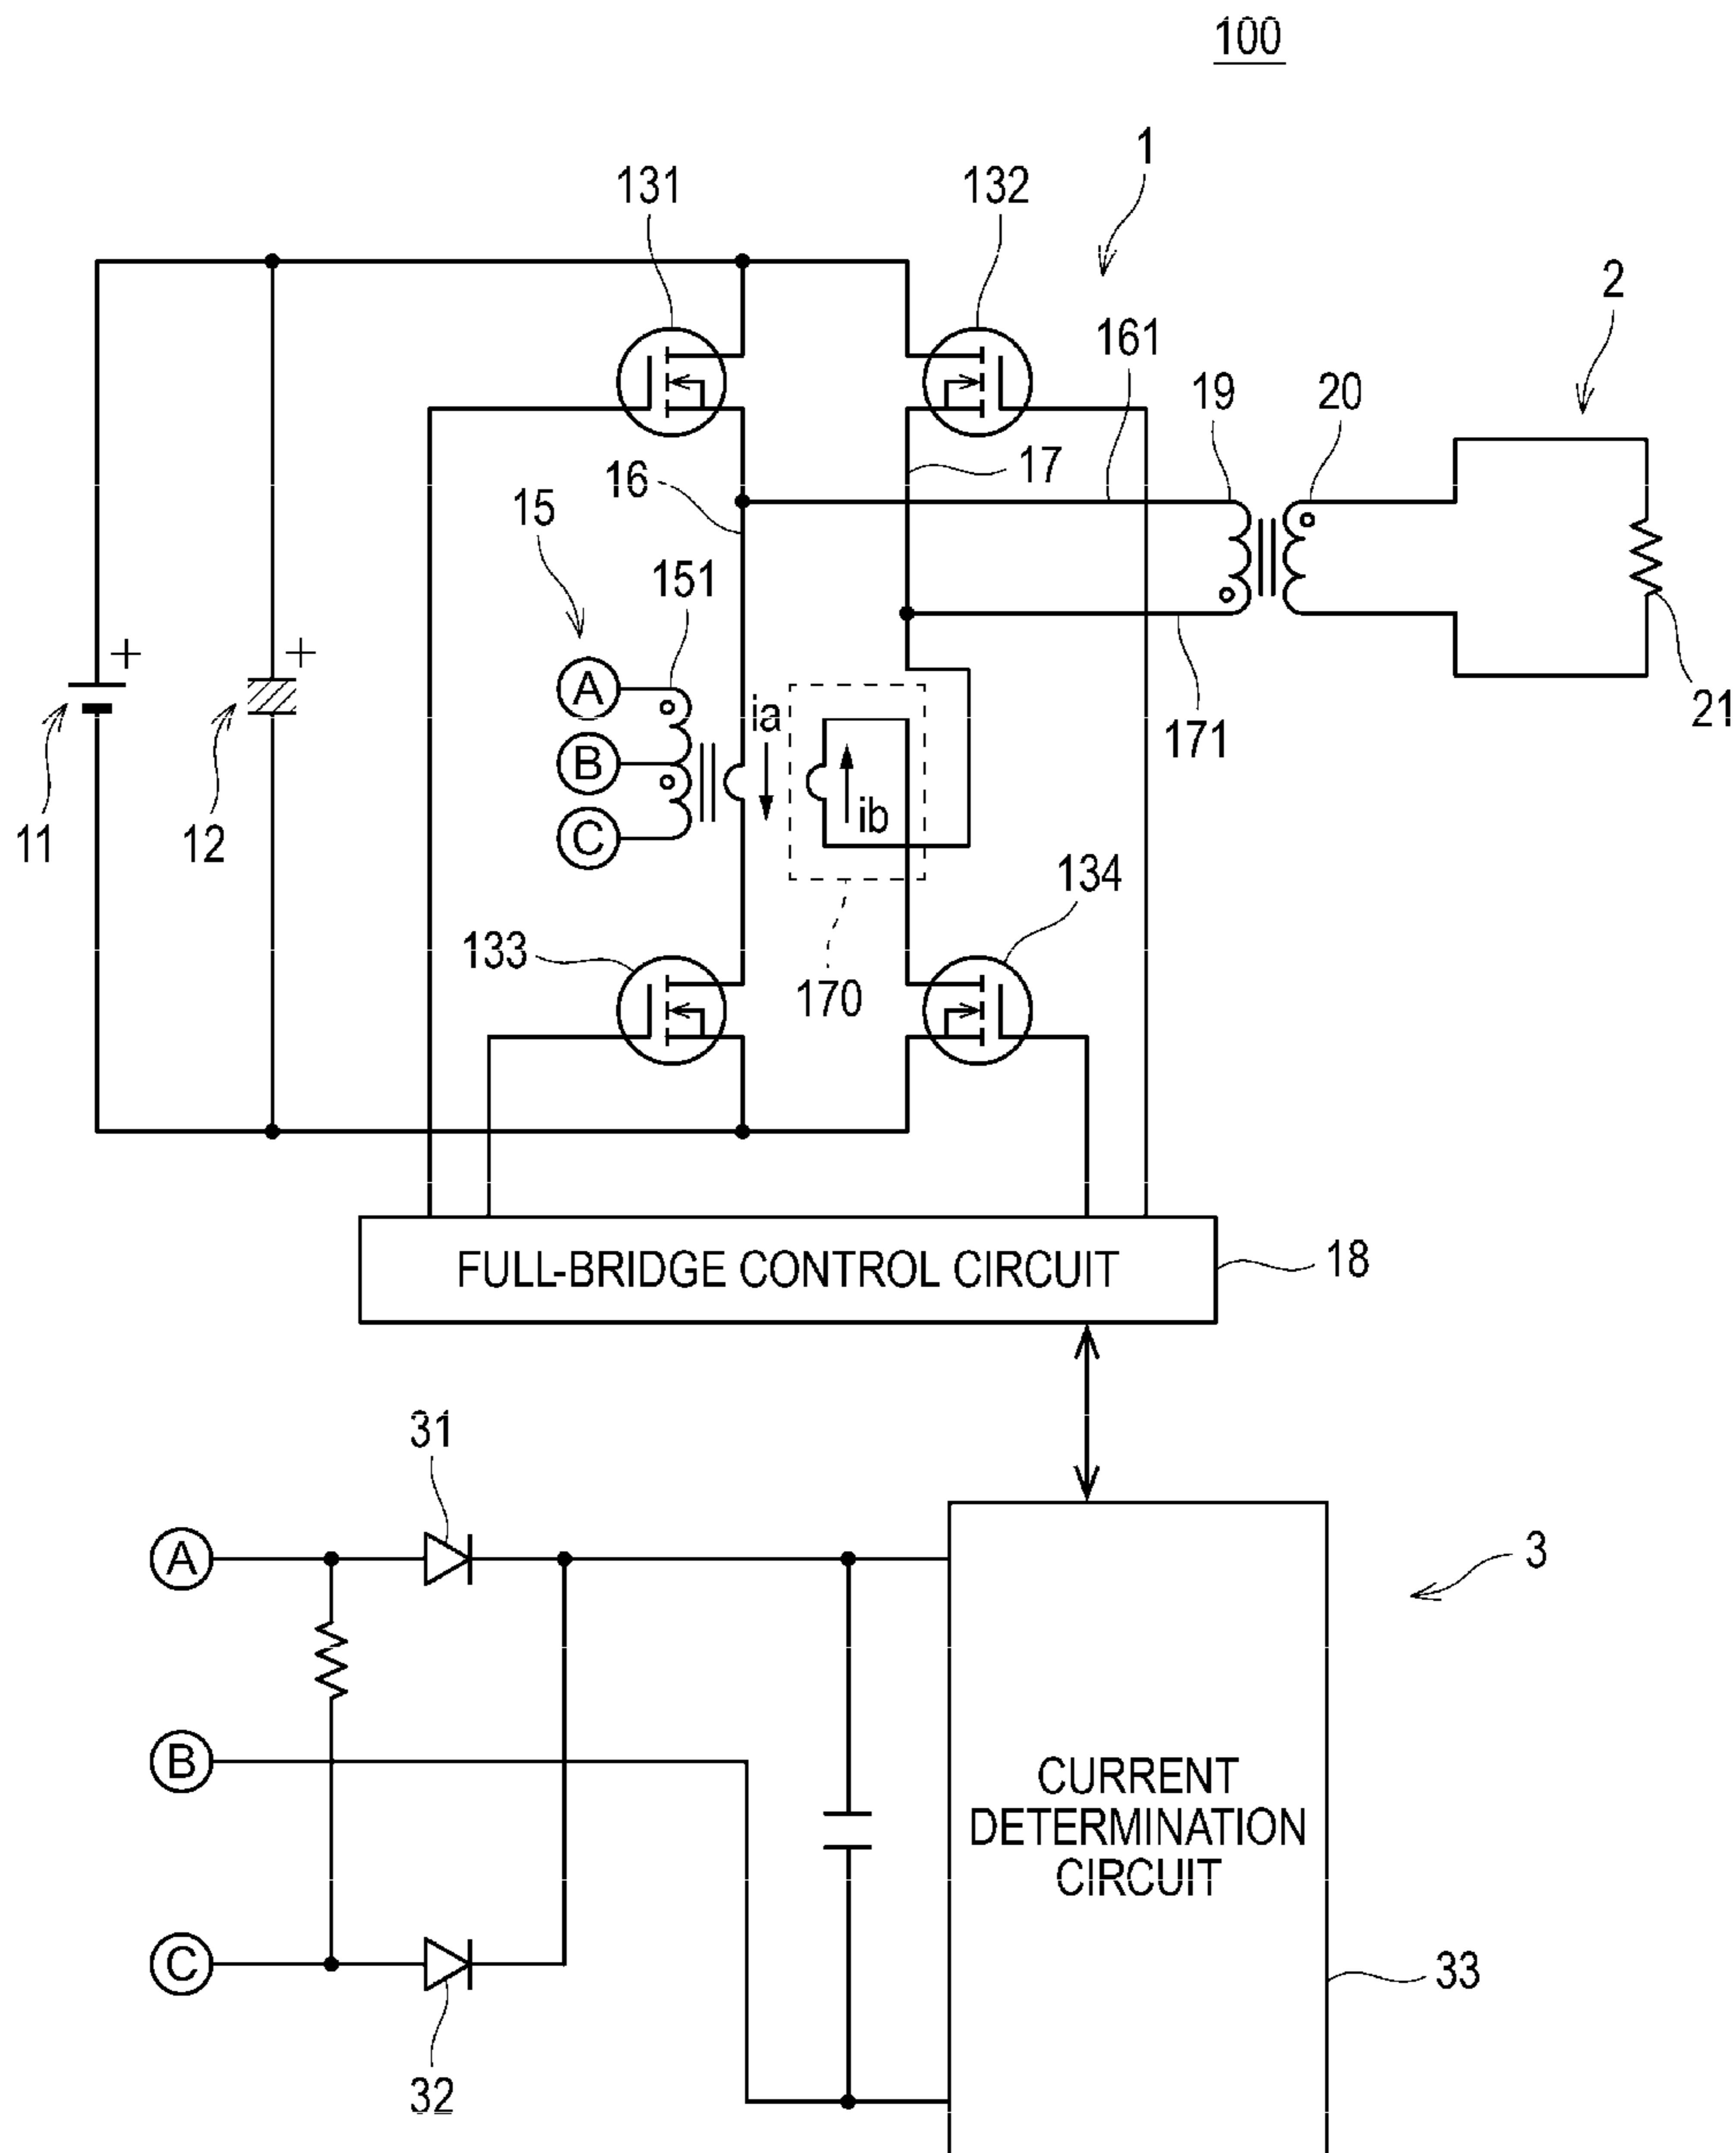 100
1
131
132
2
161
19
20
17
16
15
151
A
ia
+
+
B
ib
21
171
11
12
C
134
133
170
FULL-BRIDGE CONTROL CIRCUIT
18
31
A
3
B
CURRENT
DETERMINATION
CIRCUIT
C
33
32